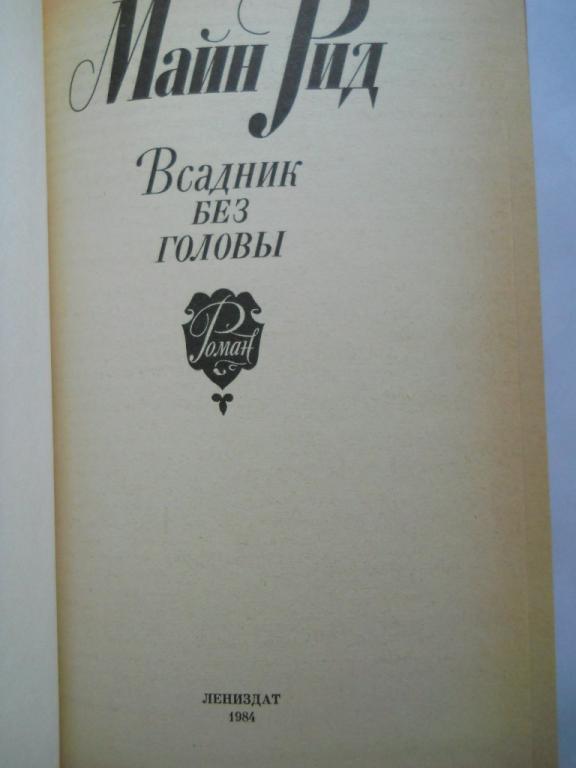 Майн Рид
Всадник
БЕЗ
ГОЛОВЫ
Роман
ЛЕНИЗДАТ
1984